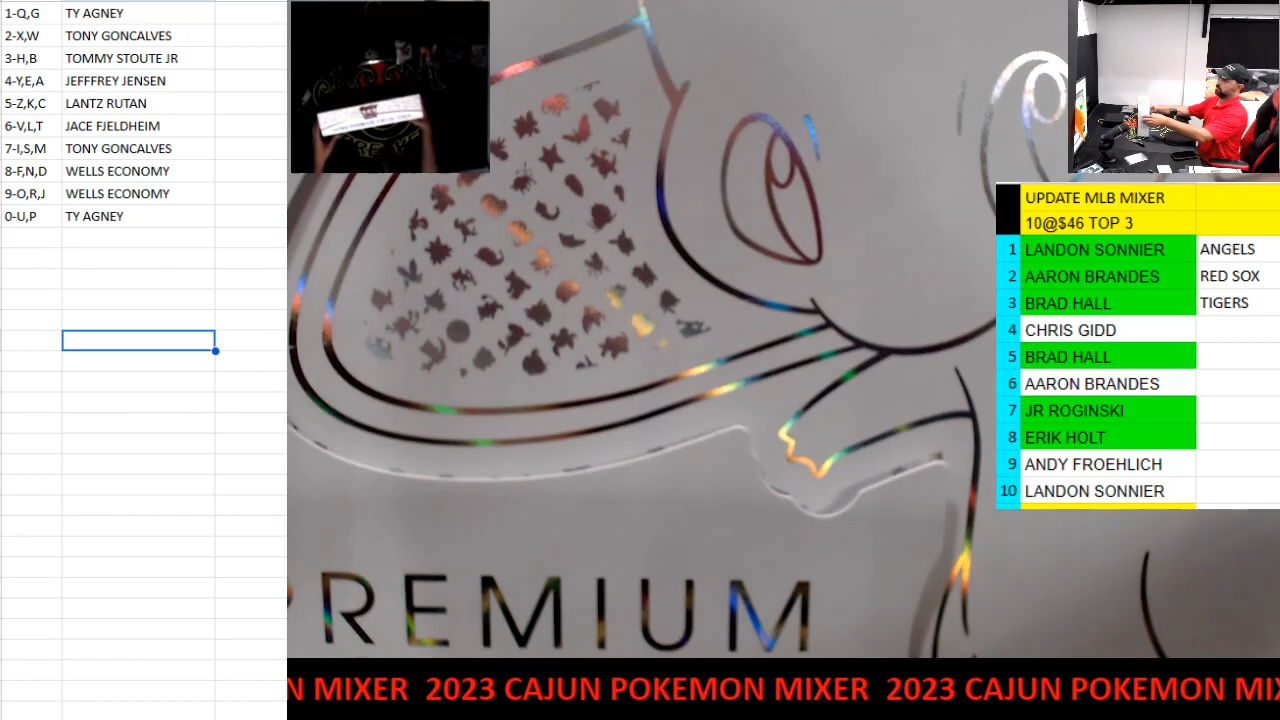 1-Q,G TY AGNEY
2-X,W TONY GONCALVES
3-H,B TOMMY STOUTE JR
4-Y,E,A JEFFFREY JENSEN
5-Z,K,C LANTZ RUTAN
6-V,L,T JACE FJELDHEIM
7-I,S,M TONY GONCALVES
8-F,N,D WELLS ECONOMY
9-O,R,J WELLS ECONOMY
0-U,P TY AGNEY
UPDATE MLB MIXER
10@$46 TOP 3
1 LANDON SONNIER ANGELS
2 AARON BRANDES RED SOX
3 BRAD HALL TIGERS
4 CHRIS GIDD
5 BRAD HALL
6 AARON BRANDES
7 JR ROGINSKI
8 ERIK HOLT
9 ANDY FROEHLICH
10 LANDON SONNIER
PREMIUM
N MIXER 2023 CAJUN POKEMON MIXER 2023 CAJUN POKEMON MIX